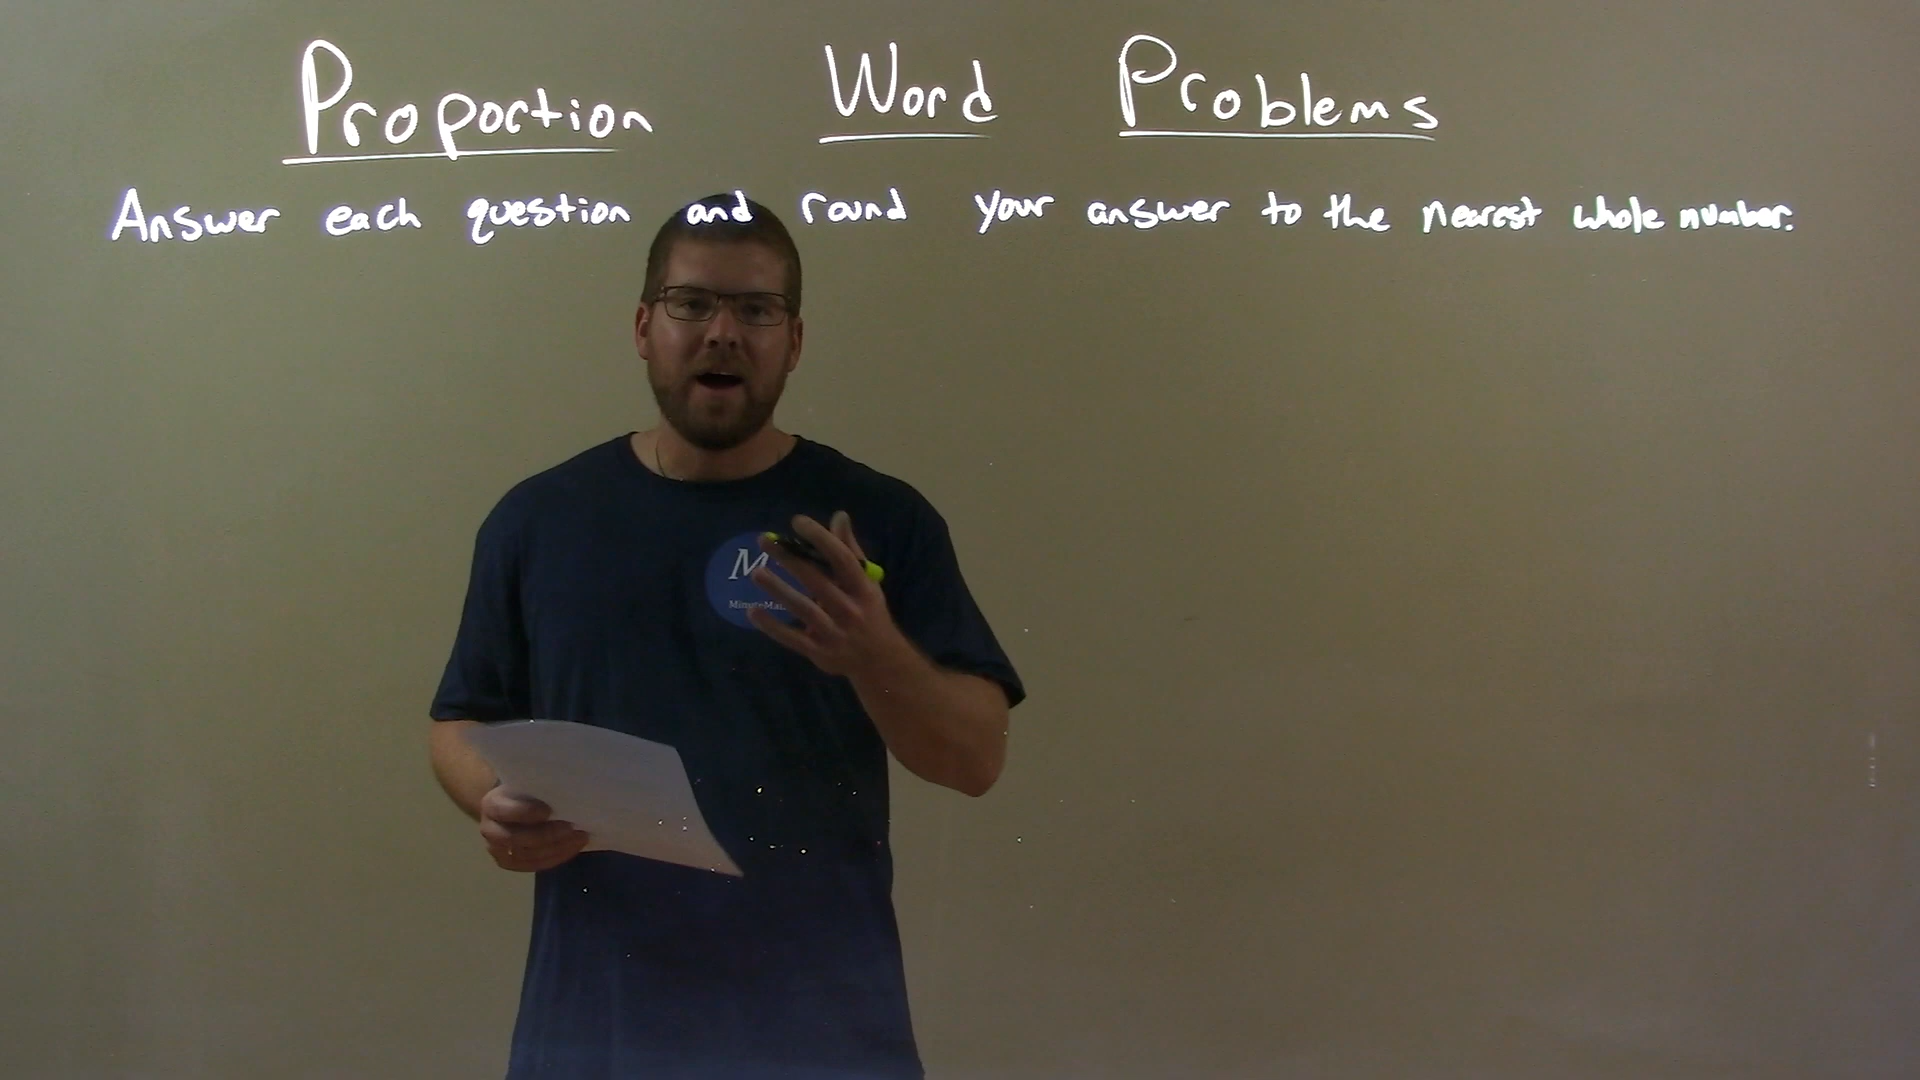 Proportion Word Problems
Answer each question and round your answer to the nearest whole number.
M